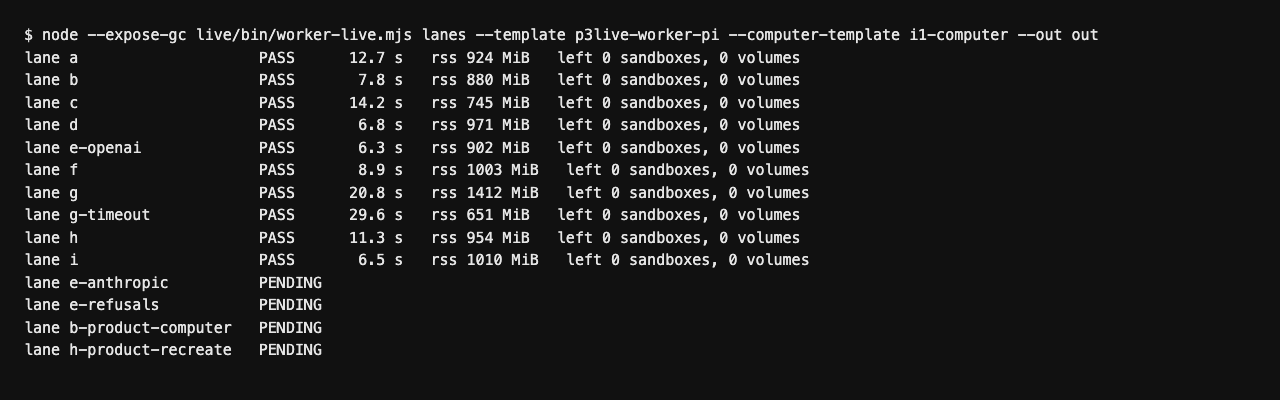 $ node --expose-gc live/bin/worker-live.mjs lanes --template p3live-worker-pi --computer-template i1-computer --out out
lane a                    PASS      12.7 s   rss 924 MiB   left 0 sandboxes, 0 volumes
lane b                    PASS       7.8 s   rss 880 MiB   left 0 sandboxes, 0 volumes
lane c                    PASS      14.2 s   rss 745 MiB   left 0 sandboxes, 0 volumes
lane d                    PASS       6.8 s   rss 971 MiB   left 0 sandboxes, 0 volumes
lane e-openai             PASS       6.3 s   rss 902 MiB   left 0 sandboxes, 0 volumes
lane f                    PASS       8.9 s   rss 1003 MiB   left 0 sandboxes, 0 volumes
lane g                    PASS      20.8 s   rss 1412 MiB   left 0 sandboxes, 0 volumes
lane g-timeout            PASS      29.6 s   rss 651 MiB   left 0 sandboxes, 0 volumes
lane h                    PASS      11.3 s   rss 954 MiB   left 0 sandboxes, 0 volumes
lane i                    PASS       6.5 s   rss 1010 MiB   left 0 sandboxes, 0 volumes
lane e-anthropic          PENDING
lane e-refusals           PENDING
lane b-product-computer   PENDING
lane h-product-recreate   PENDING